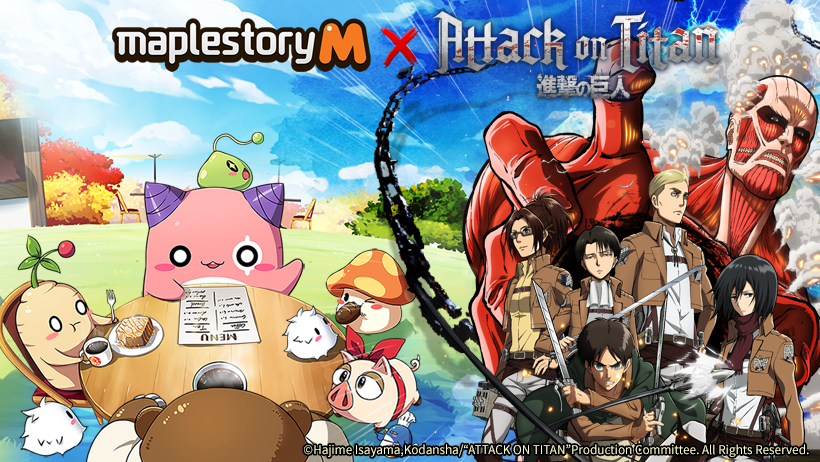 maplestory M × Attack on Titan
進撃の巨人
MENU
©Hajime Isayama,Kodansha/“ATTACK ON TITAN”Production Committee. All Rights Reserved.